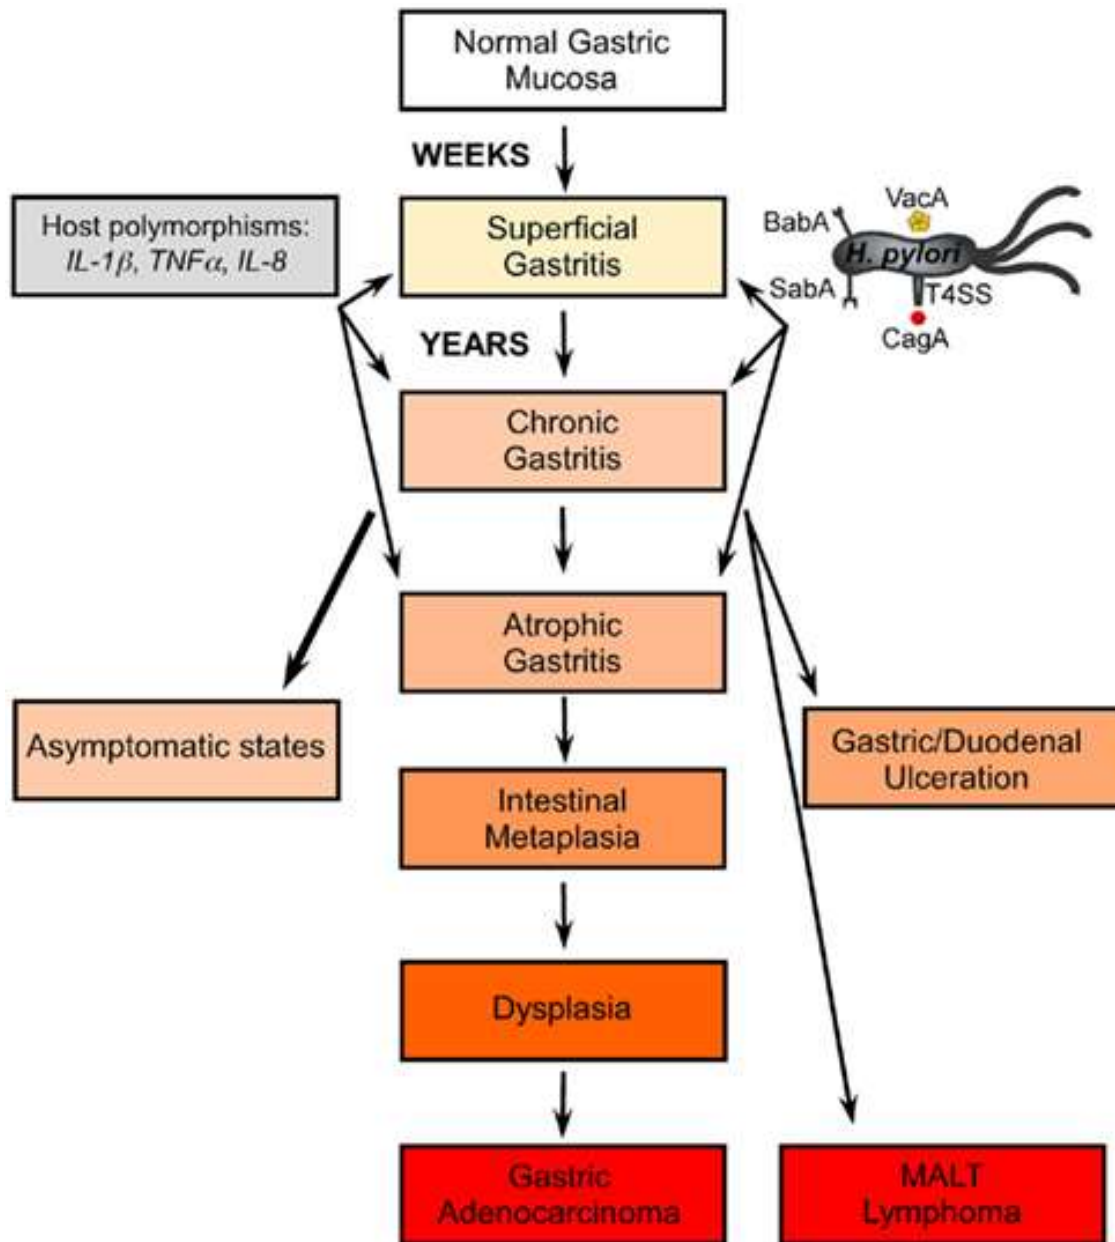 Normal Gastric
Mucosa
WEEKS
Host polymorphisms:
IL-1β, TNFα, IL-8
Superficial
Gastritis
VacA
BabA
H. pylori
SabA
T4SS
CagA
YEARS
Chronic
Gastritis
Atrophic
Gastritis
Asymptomatic states
Gastric/Duodenal
Ulceration
Intestinal
Metaplasia
Dysplasia
Gastric
Adenocarcinoma
MALT
Lymphoma